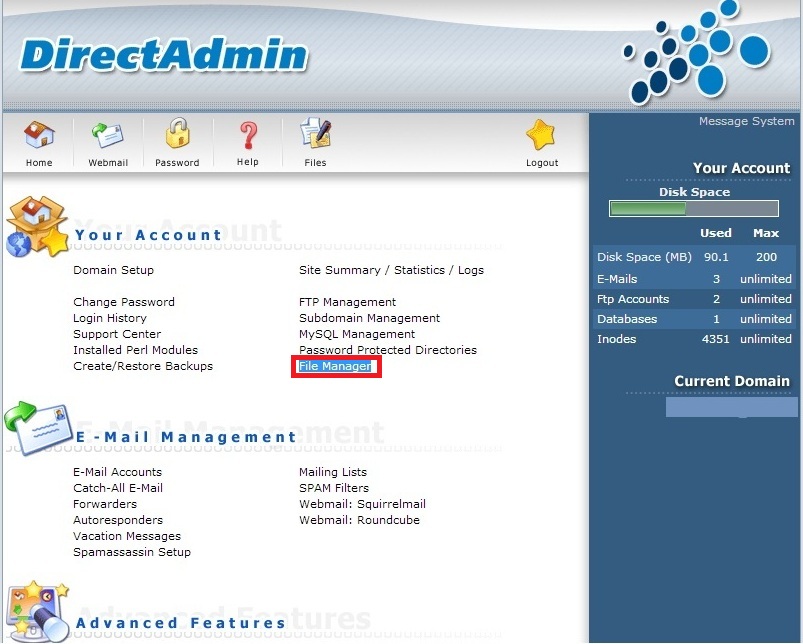 DirectAdmin
Home Webmail Password Help Files Logout
Message System
Your Account
Disk Space
Used Max
Disk Space (MB) 90.1 200
E-Mails 3 unlimited
Ftp Accounts 2 unlimited
Databases 1 unlimited
Inodes 4351 unlimited
Current Domain
Your Account
Domain Setup Site Summary / Statistics / Logs
Change Password FTP Management
Login History Subdomain Management
Support Center MySQL Management
Installed Perl Modules Password Protected Directories
Create/Restore Backups File Manager
E-Mail Management
E-Mail Accounts Mailing Lists
Catch-All E-Mail SPAM Filters
Forwarders Webmail: Squirrelmail
Autoresponders Webmail: Roundcube
Vacation Messages
Spamassassin Setup
Advanced Features